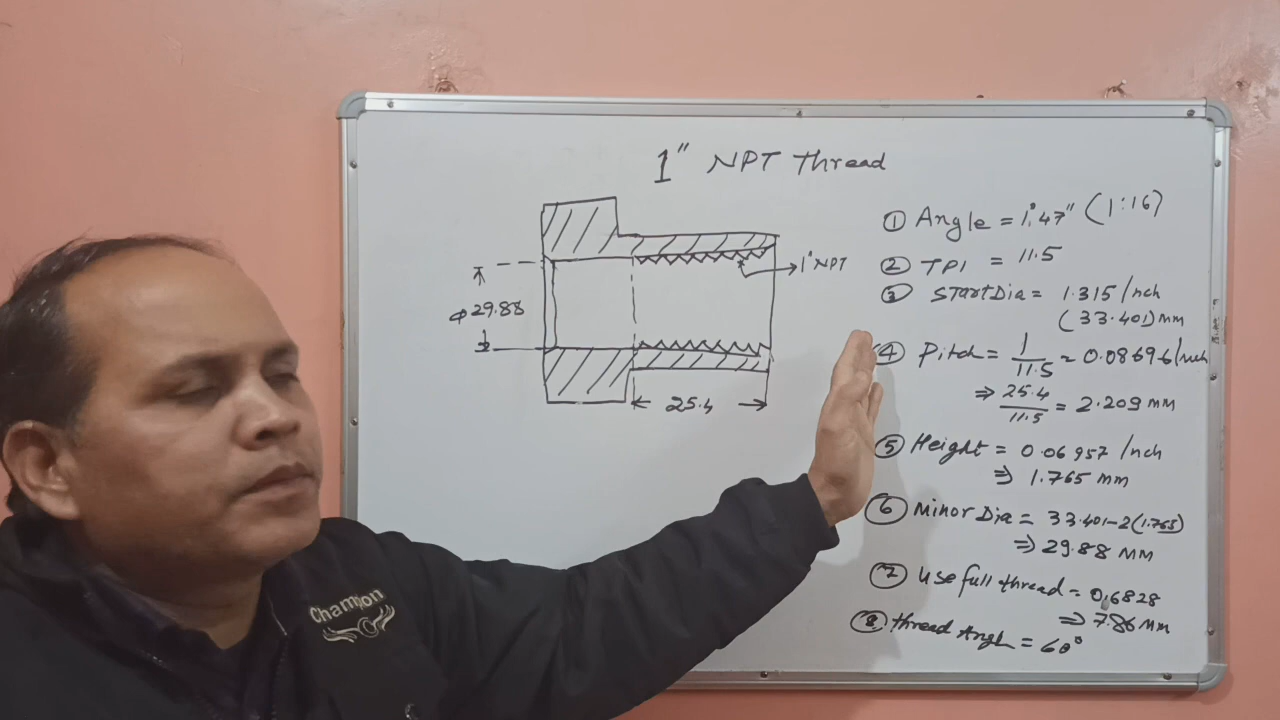 1" NPT Thread
① Angle = 1°.47" (1:16)
② TPI = 11.5
③ Start Dia = 1.315 Inch
(33.401) mm
④ Pitch = 1/11.5 = 0.08696 Inch
⇒ 25.4/11.5 = 2.209 mm
⑤ Height = 0.06957 Inch
⇒ 1.765 mm
⑥ Minor Dia = 33.401-2(1.765)
⇒ 29.88 mm
⑦ Use full thread = 0.6828
⇒ 7.86 mm
⑧ thread Angle = 60°
1" NPT
Φ29.88
25.4
Champion